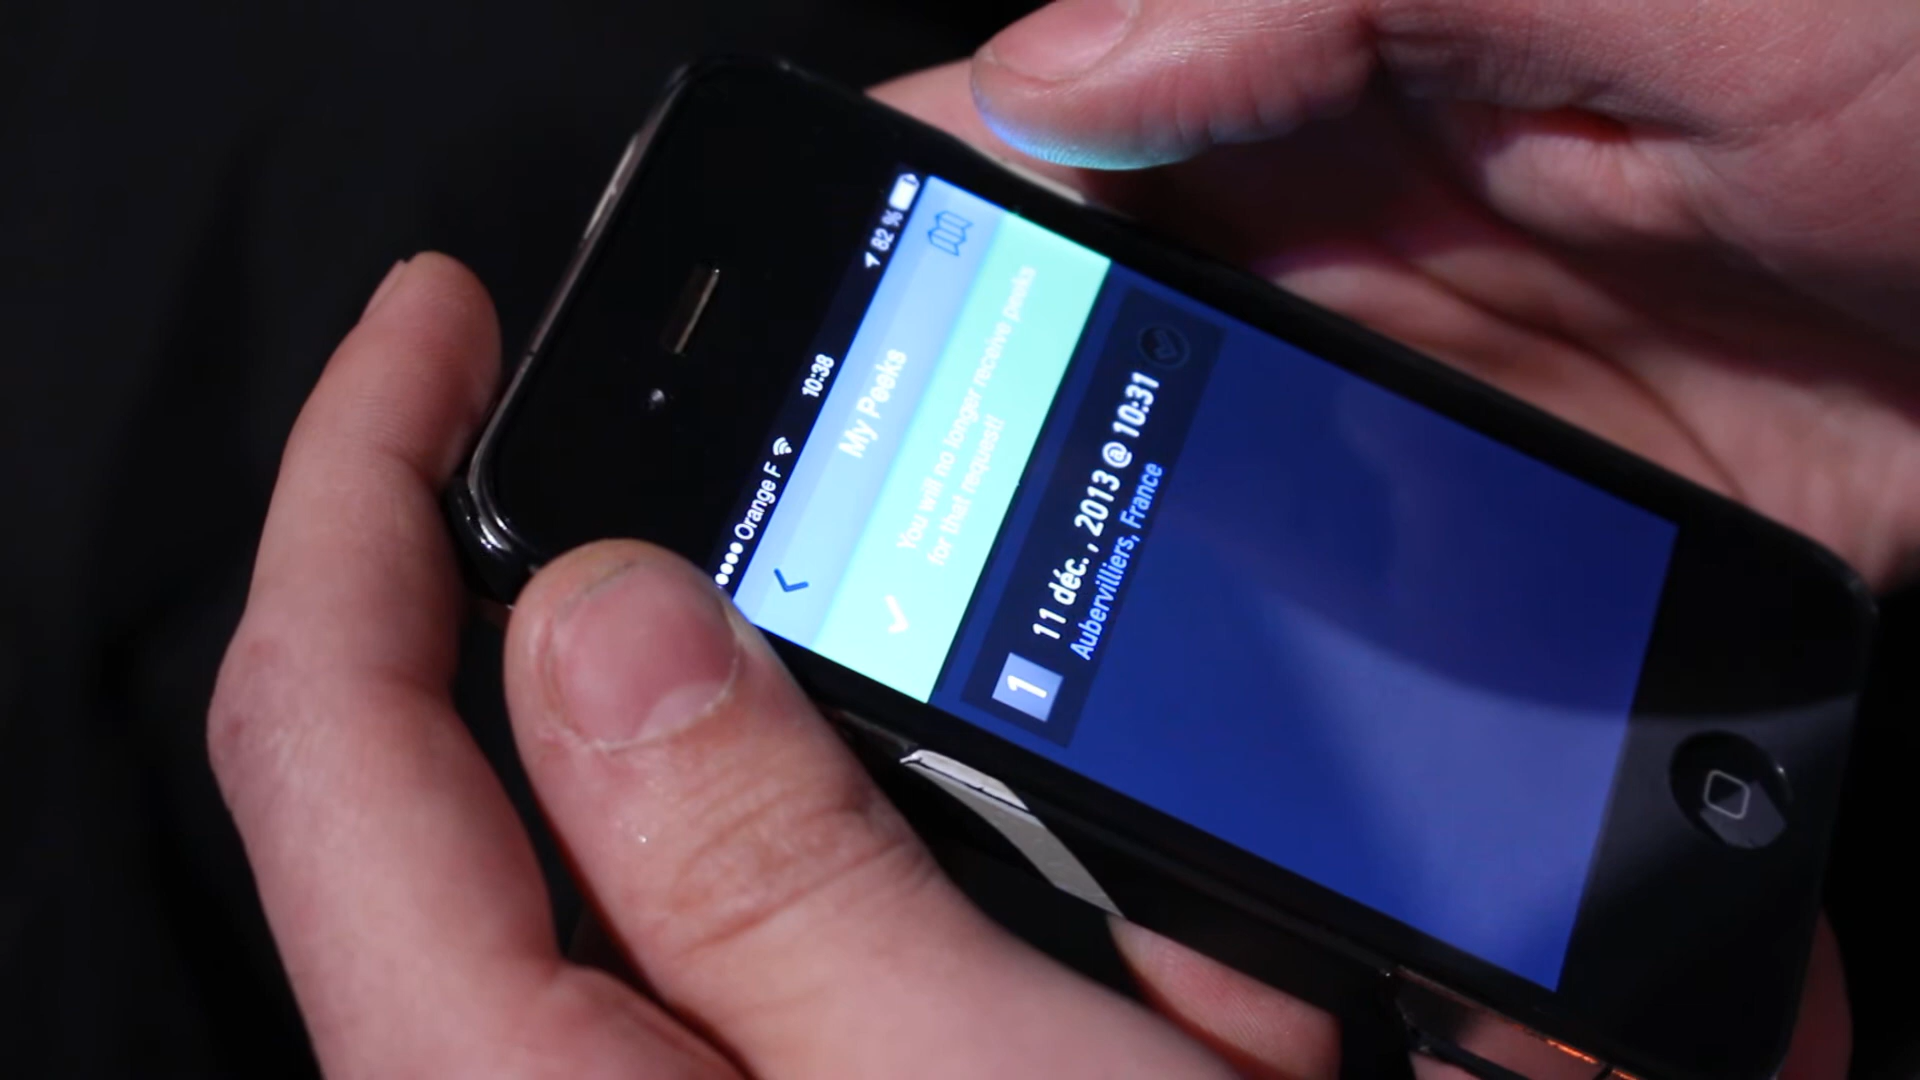 Orange F 10:38 82 %
My Peeks
You will no longer receive peeks
for that request!
1
11 déc., 2013 @ 10:31
Aubervilliers, France